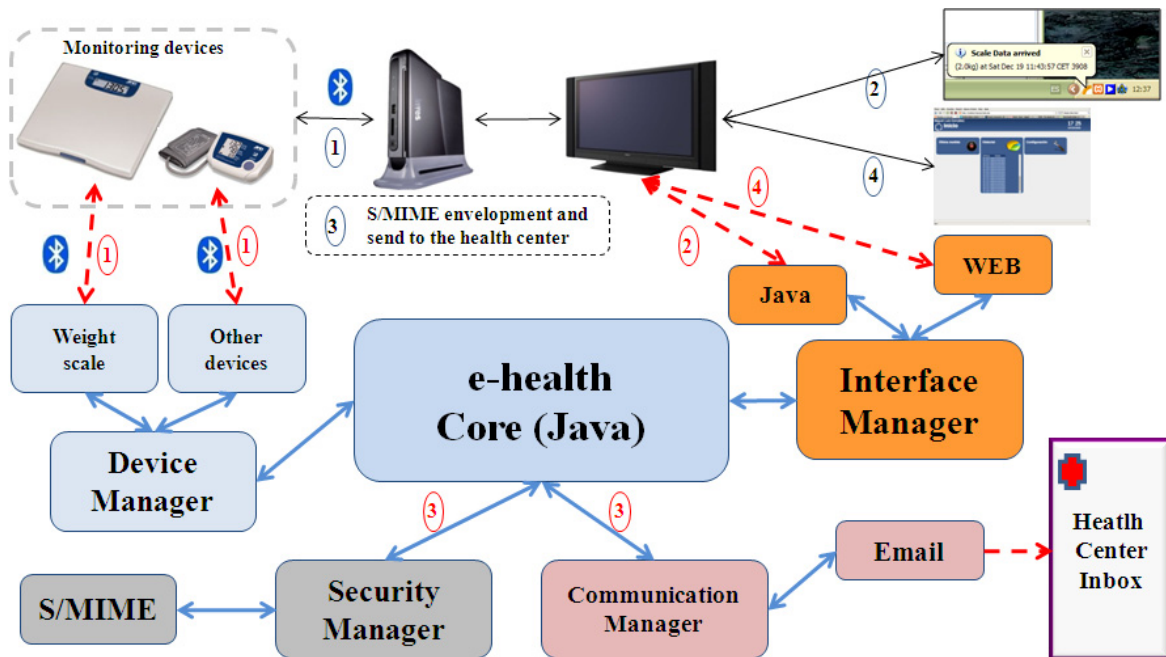 Monitoring devices
1
Scale Data arrived
(2.0kg) at Sat Dec 19 11:43:57 CET 3908
12:37
2
4
17
3
S/MIME envelopment and
send to the health center
1
1
2
4
Weight
scale
Other
devices
Java
WEB
e-health
Core (Java)
Interface
Manager
Device
Manager
3
3
Email
Heatlh
Center
Inbox
S/MIME
Security
Manager
Communication
Manager